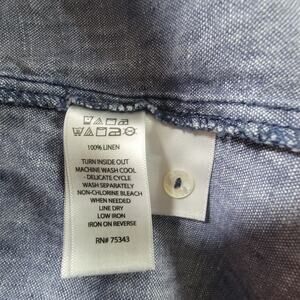 100% LINEN
TURN INSIDE OUT
MACHINE WASH COOL
- DELICATE CYCLE
WASH SEPARATELY
NON-CHLORINE BLEACH
WHEN NEEDED
LINE DRY
LOW IRON
IRON ON REVERSE
RN# 75343